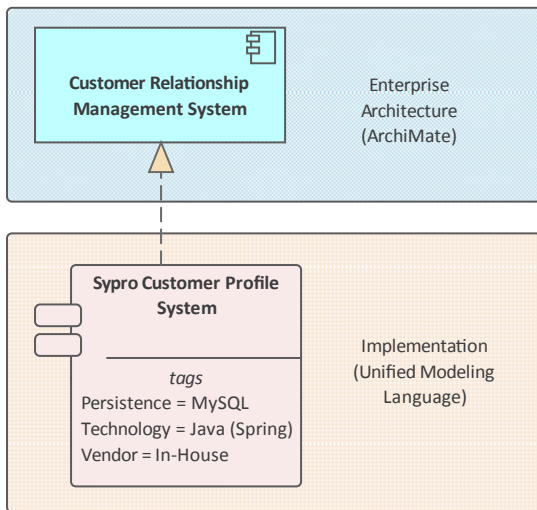 Customer Relationship
Management System
Enterprise
Architecture
(ArchiMate)
Sypro Customer Profile
System
tags
Persistence = MySQL
Technology = Java (Spring)
Vendor = In-House
Implementation
(Unified Modeling
Language)